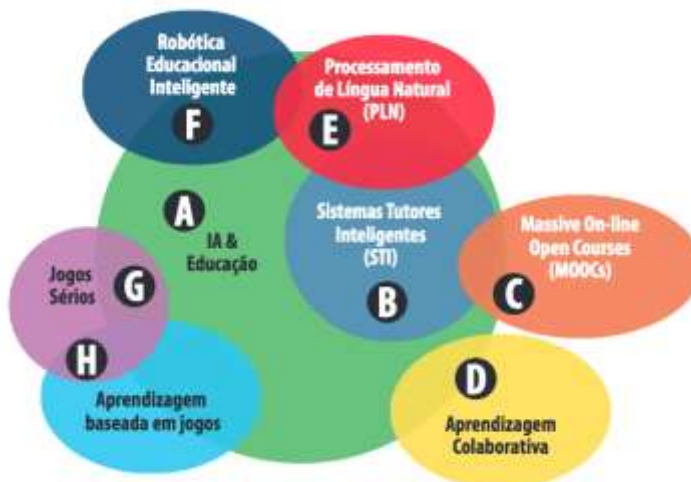 Robótica
Educacional
Inteligente
F
Processamento
de Língua Natural
(PLN)
E
A
IA &
Educação
Sistemas Tutores
Inteligentes
(STI)
B
Massive On-line
Open Courses
(MOOCs)
C
Jogos
Sérios
G
H
Aprendizagem
baseada em jogos
D
Aprendizagem
Colaborativa